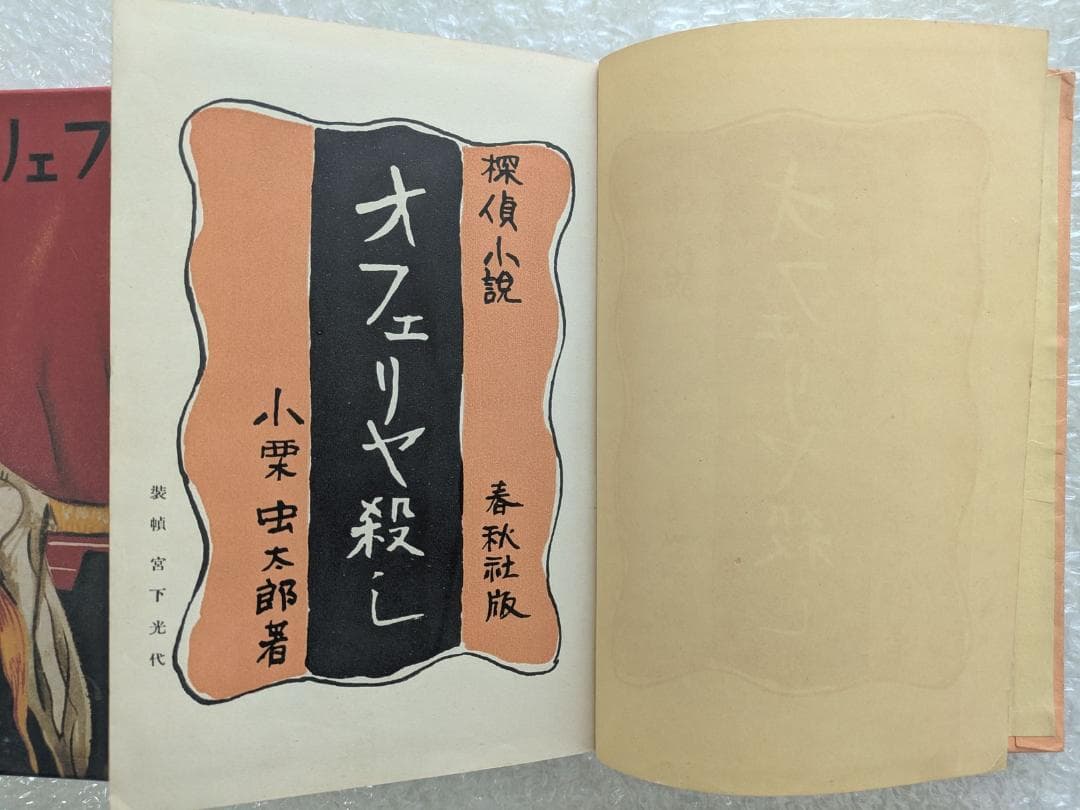 探偵小説
春秋社版
オフェリヤ殺し
小栗虫太郎著
装幀 宮下光代
フェリ